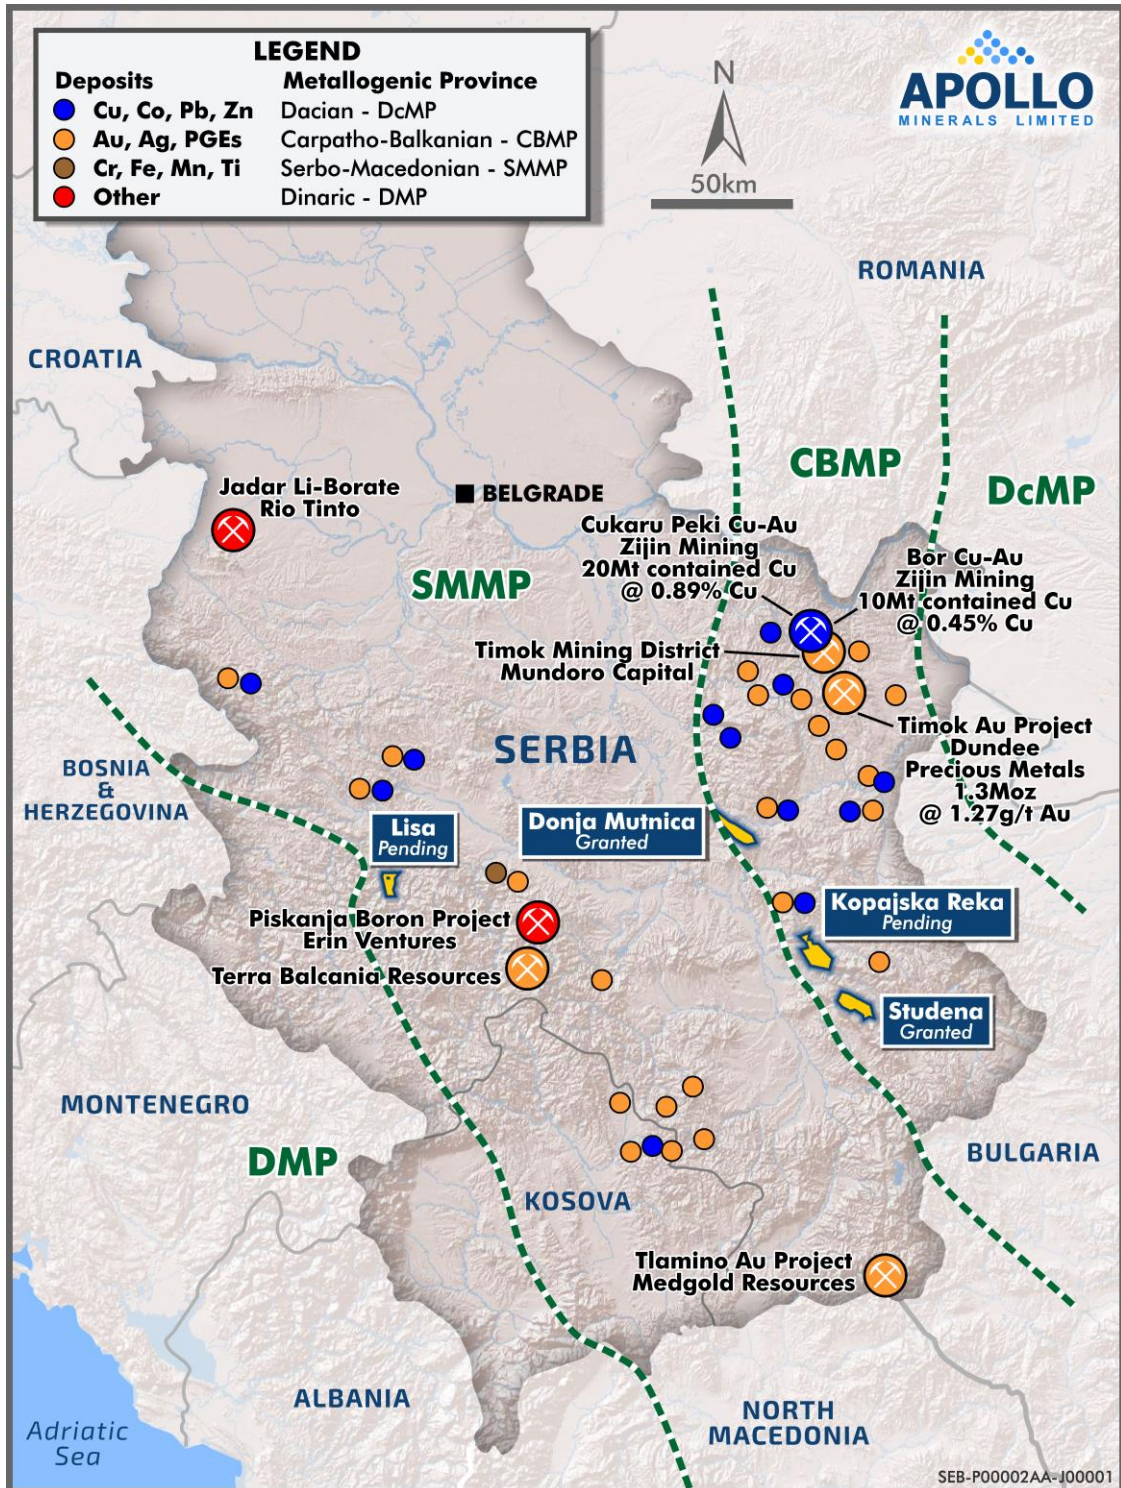 LEGEND
Deposits Metallogenic Province
Cu, Co, Pb, Zn Dacian - DcMP
Au, Ag, PGEs Carpatho-Balkanian - CBMP
Cr, Fe, Mn, Ti Serbo-Macedonian - SMMP
Other Dinaric - DMP
N
50km
APOLLO
MINERALS LIMITED
ROMANIA
CROATIA
CBMP
DcMP
Jadar Li-Borate
Rio Tinto
BELGRADE
Cukaru Peki Cu-Au
Zijin Mining
20Mt contained Cu
@ 0.89% Cu
Bor Cu-Au
Zijin Mining
10Mt contained Cu
@ 0.45% Cu
SMMP
Timok Mining District
Mundoro Capital
SERBIA
Timok Au Project
Dundee
Precious Metals
1.3Moz
@ 1.27g/t Au
BOSNIA
&
HERZEGOVINA
Lisa
Pending
Donja Mutnica
Granted
Kopajska Reka
Pending
Piskanja Boron Project
Erin Ventures
Terra Balcania Resources
Studena
Granted
MONTENEGRO
DMP
BULGARIA
KOSOVA
Tlamino Au Project
Medgold Resources
ALBANIA
NORTH
MACEDONIA
Adriatic
Sea
SEB-P00002AA-J00001